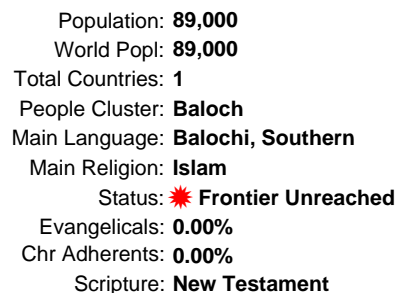 Population: 89,000
World Popl: 89,000
Total Countries: 1
People Cluster: Baloch
Main Language: Balochi, Southern
Main Religion: Islam
Status: Frontier Unreached
Evangelicals: 0.00%
Chr Adherents: 0.00%
Scripture: New Testament